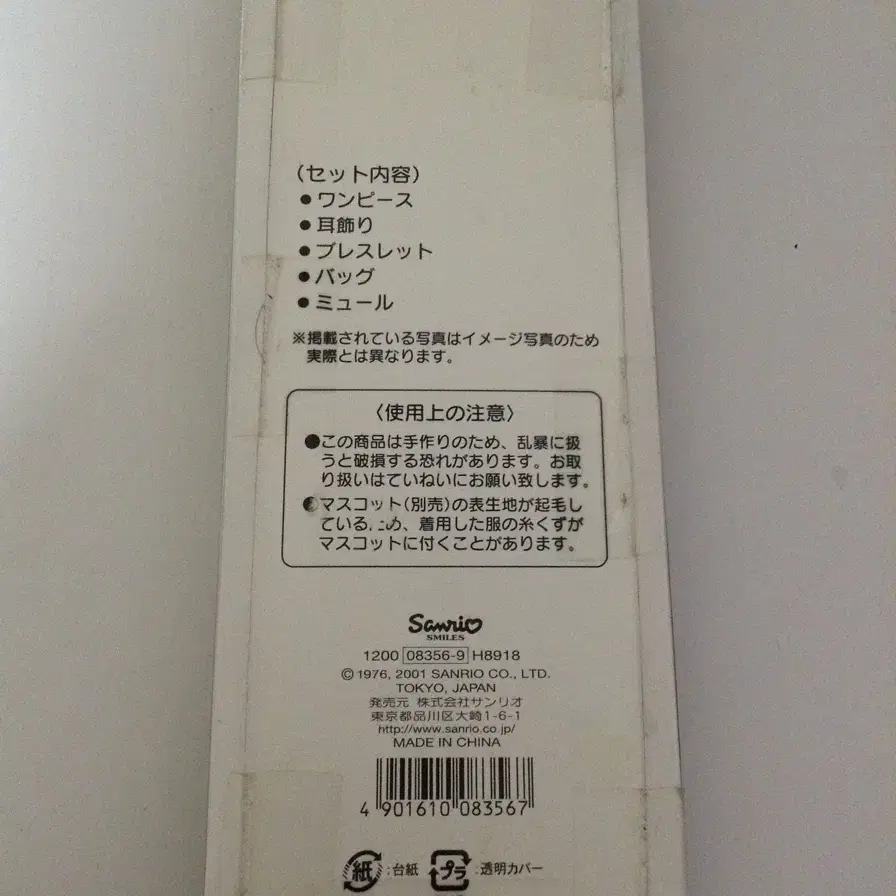 （セット内容）
●ワンピース
●耳飾り
●ブレスレット
●バッグ
●ミュール
※掲載されている写真はイメージ写真のため
実際とは異なります。
〈使用上の注意〉
●この商品は手作りのため、乱暴に扱
うと破損する恐れがあります。お取
り扱いはていねいにお願い致します。
●マスコット（別売）の表生地が起毛し
ているため、着用した服の糸くずが
マスコットに付くことがあります。
Sanrio
SMILES
1200 08356-9 H8918
© 1976, 2001 SANRIO CO., LTD.
TOKYO, JAPAN
発売元 株式会社サンリオ
東京都品川区大崎1-6-1
http://www.sanrio.co.jp/
MADE IN CHINA
4 901610 083567
紙 :台紙 プラ :透明カバー